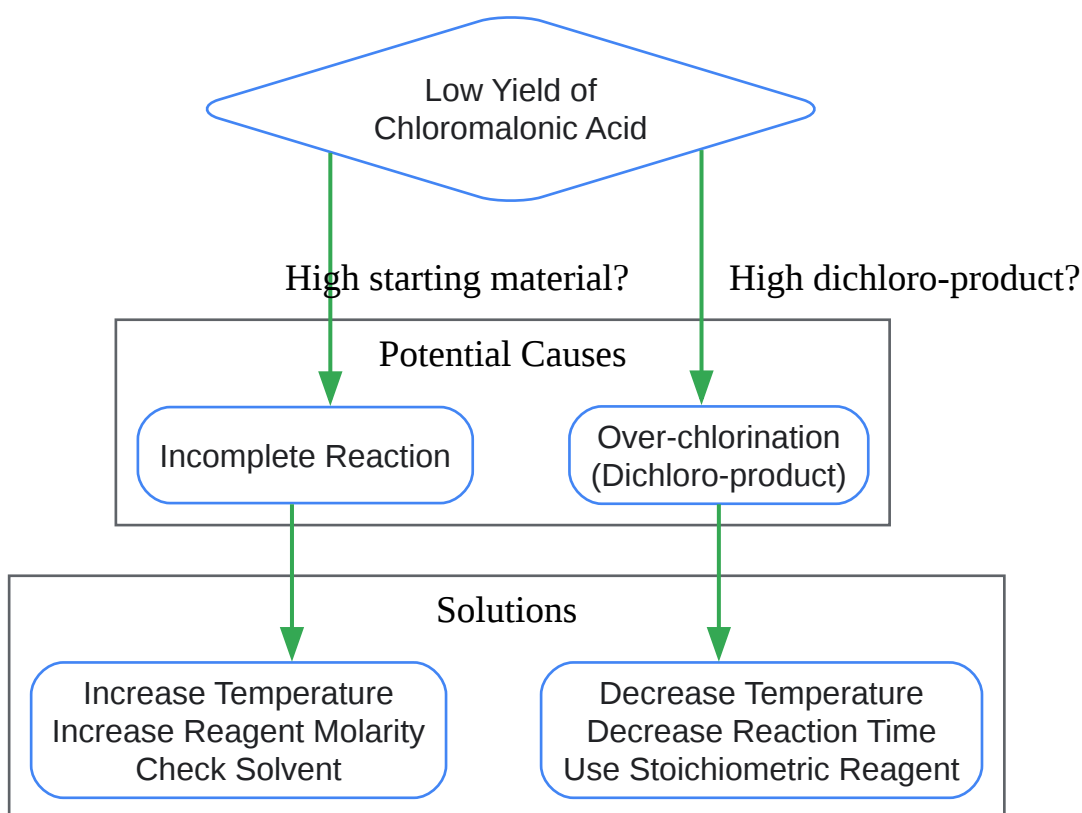 Low Yield of
Chloromalonic Acid
High starting material?
High dichloro-product?
Potential Causes
Incomplete Reaction
Over-chlorination
(Dichloro-product)
Solutions
Increase Temperature
Increase Reagent Molarity
Check Solvent
Decrease Temperature
Decrease Reaction Time
Use Stoichiometric Reagent